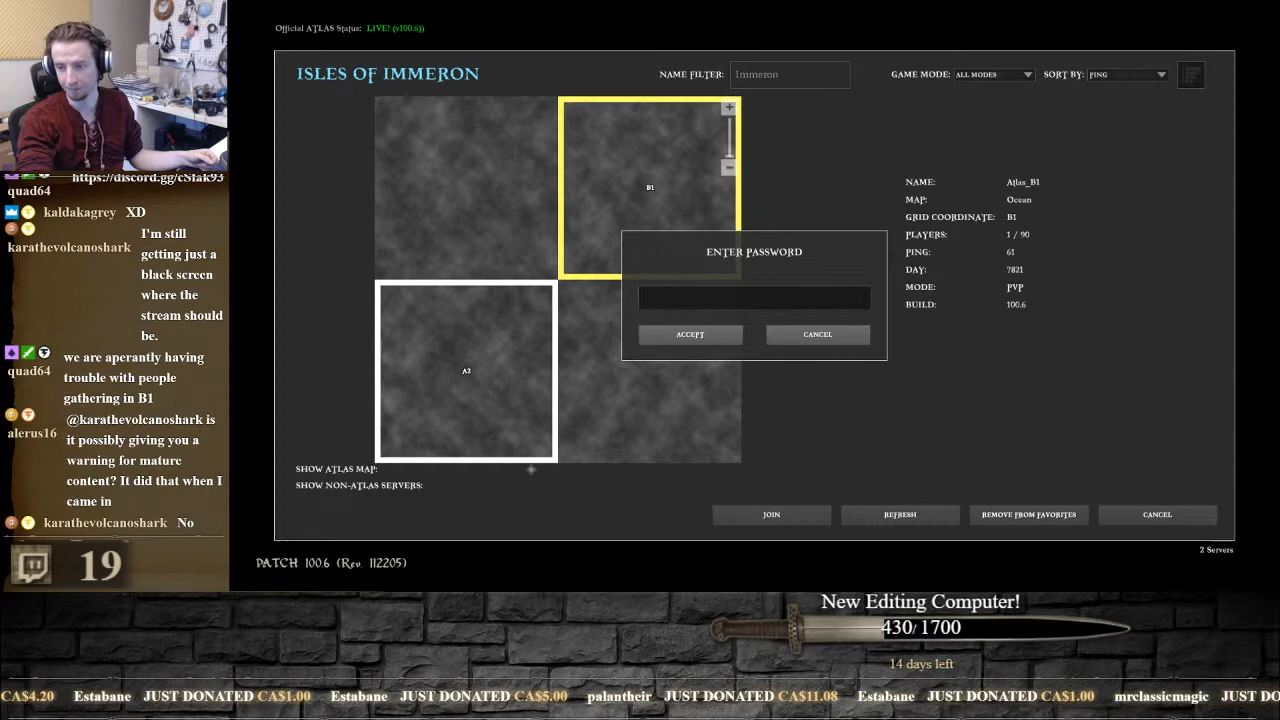 Official ATLAS Status: LIVE! (v100.6))
ISLES OF IMMERON
NAME FILTER:
Immeron
GAME MODE:
ALL MODES
SORT BY:
PING
B1
A2
NAME: Atlas_B1
MAP: Ocean
GRID COORDINATE: B1
PLAYERS: 1 / 90
PING: 61
DAY: 7821
MODE: PVP
BUILD: 100.6
ENTER PASSWORD
ACCEPT
CANCEL
SHOW ATLAS MAP:
SHOW NON-ATLAS SERVERS:
JOIN
REFRESH
REMOVE FROM FAVORITES
CANCEL
2 Servers
PATCH 100.6 (Rev. 112205)
quad64
kaldakagrey XD
karathevolcanoshark
I'm still
getting just a
black screen
where the
stream should
be.
quad64
we are aperantly having
trouble with people
gathering in B1
alerus16
@karathevolcanoshark is
it possibly giving you a
warning for mature
content? It did that when I
came in
karathevolcanoshark No
19
New Editing Computer!
430/ 1700
14 days left
CA$4.20 Estabane JUST DONATED CA$1.00 Estabane JUST DONATED CA$5.00 palantheir JUST DONATED CA$11.08 Estabane JUST DONATED CA$1.00 mrclassicmagic JUST DO